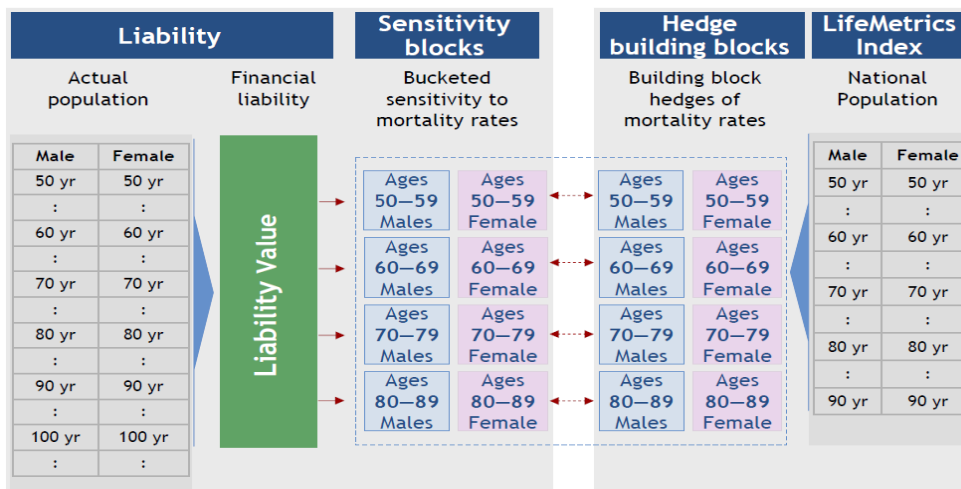 Liability
Sensitivity
blocks
Hedge
building blocks
LifeMetrics
Index
Actual
population
Financial
liability
Bucketed
sensitivity to
mortality rates
Building block
hedges of
mortality rates
National
Population
Male Female
50 yr 50 yr
: :
60 yr 60 yr
: :
70 yr 70 yr
: :
80 yr 80 yr
: :
90 yr 90 yr
: :
100 yr 100 yr
: :
Liability Value
Ages
50–59
Males
Ages
50–59
Female
Ages
60–69
Males
Ages
60–69
Female
Ages
70–79
Males
Ages
70–79
Female
Ages
80–89
Males
Ages
80–89
Female
Ages
50–59
Males
Ages
50–59
Female
Ages
60–69
Males
Ages
60–69
Female
Ages
70–79
Males
Ages
70–79
Female
Ages
80–89
Males
Ages
80–89
Female
Male Female
50 yr 50 yr
: :
60 yr 60 yr
: :
70 yr 70 yr
: :
80 yr 80 yr
: :
90 yr 90 yr